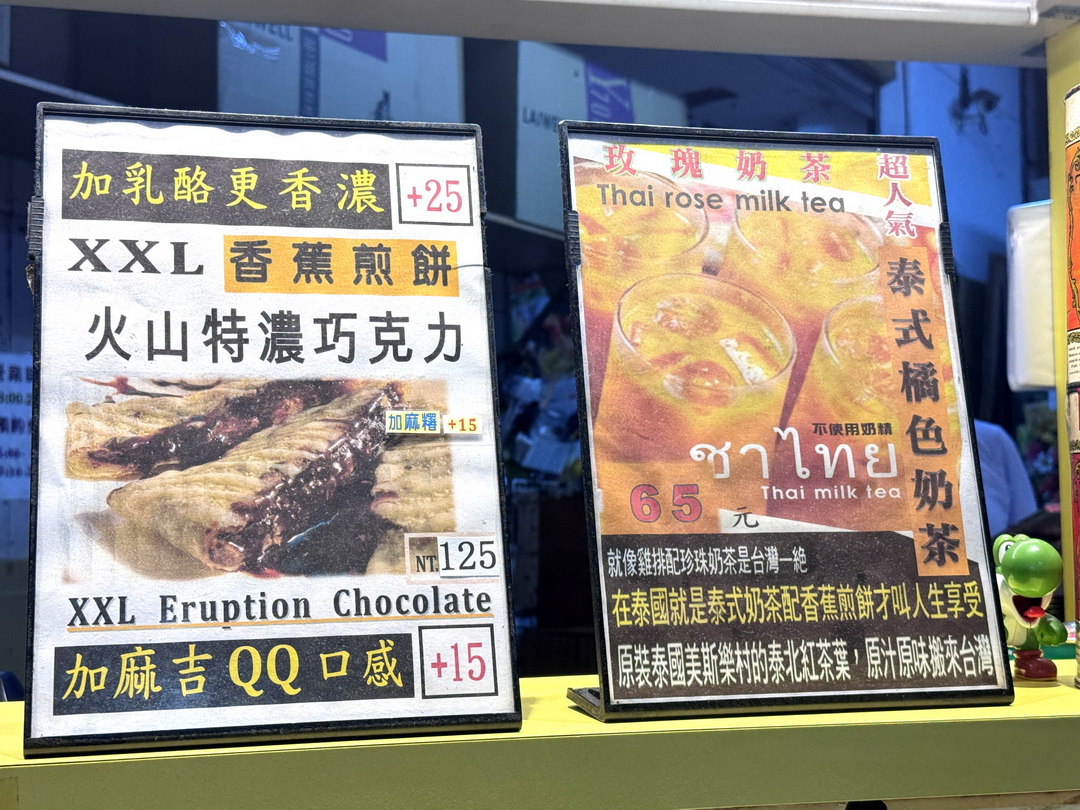 加乳酪更香濃
+25
XXL 香蕉煎餅
火山特濃巧克力
加麻糬 +15
NT.125
XXL Eruption Chocolate
加麻吉QQ口感
+15
玫瑰奶茶
Thai rose milk tea
超人氣
泰式橘色奶茶
不使用奶精
ชาไทย
Thai milk tea
65元
就像雞排配珍珠奶茶是台灣一絶
在泰國就是泰式奶茶配香蕉煎餅才叫人生享受
原裝泰國美斯樂村的泰北紅茶葉，原汁原味搬來台灣